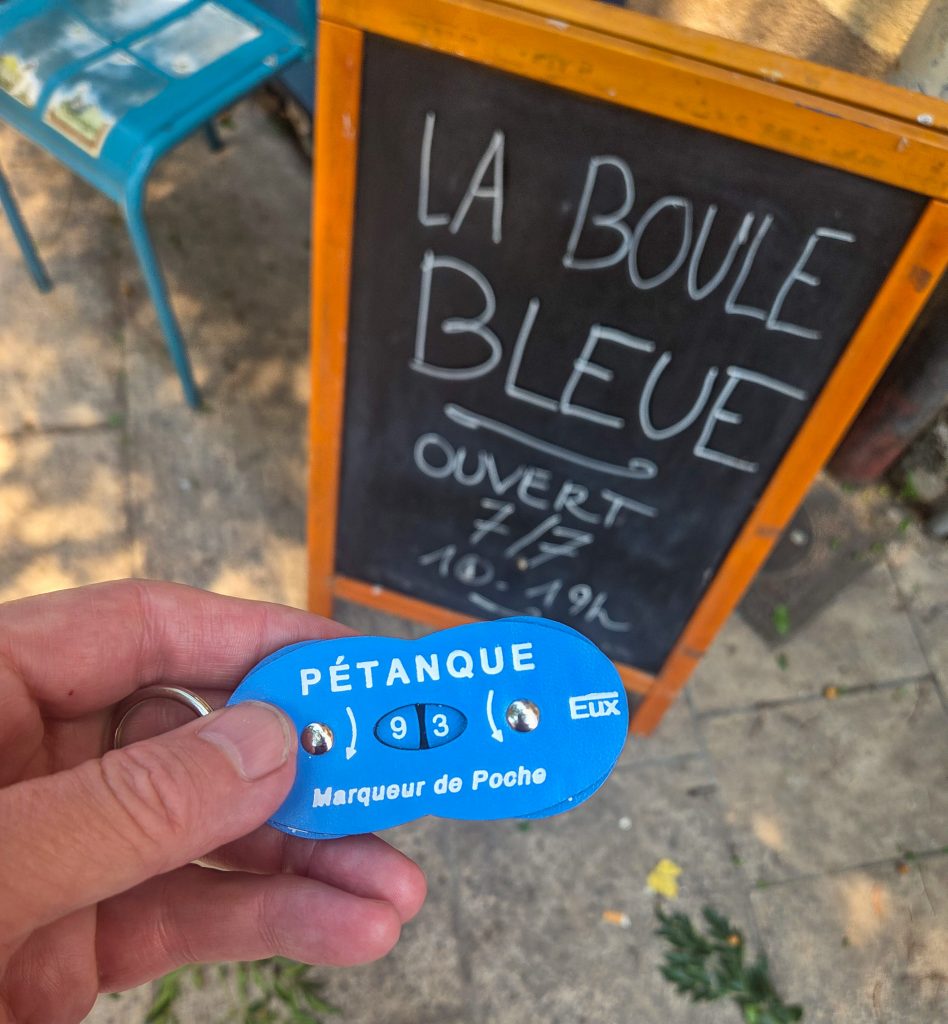 LA BOULE
BLEUE
OUVERT
7/7
10 - 19h
PÉTANQUE
9 3
EUX
Marqueur de Poche